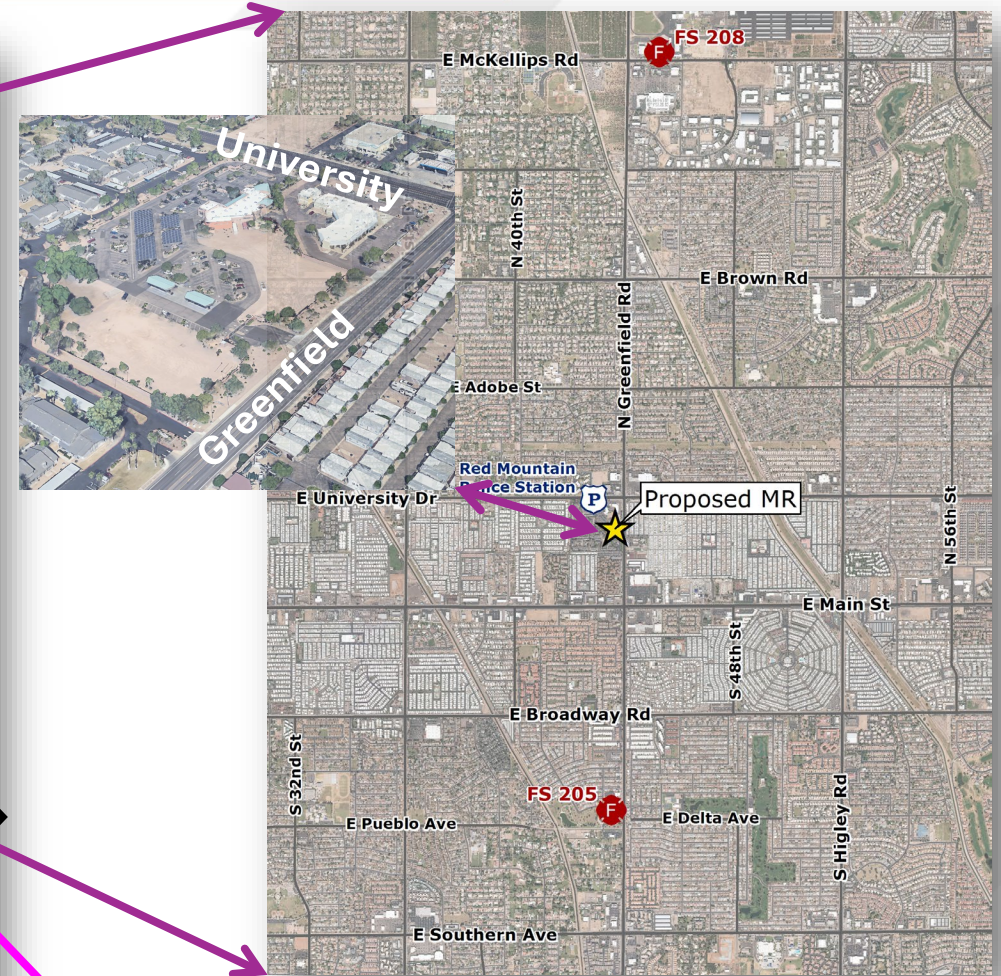 FS 208
F
E McKellips Rd
University
N 40th St
E Brown Rd
N Greenfield Rd
Greenfield
E Adobe St
Red Mountain
Police Station
P
E University Dr
Proposed MR
N 56th St
E Main St
S 48th St
E Broadway Rd
S 32nd St
FS 205
F
E Pueblo Ave
E Delta Ave
S Higley Rd
E Southern Ave